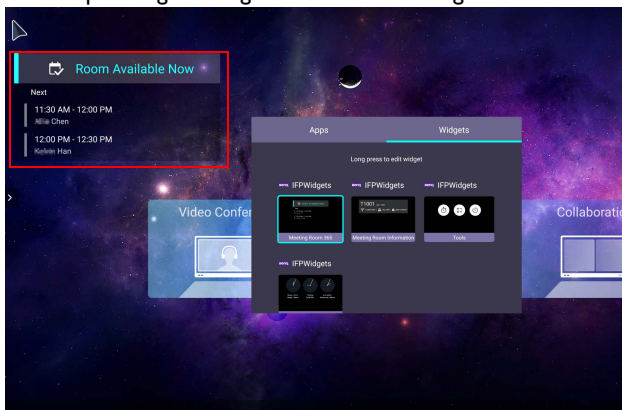 Room Available Now
Next
11:30 AM - 12:00 PM
Chen
12:00 PM - 12:30 PM
Han
Apps
Widgets
Long press to edit widget
IFPWidgets
IFPWidgets
IFPWidgets
T1001
Meeting Room 365
Meeting Room Information
Tools
IFPWidgets
Video Confer
Collaboratio